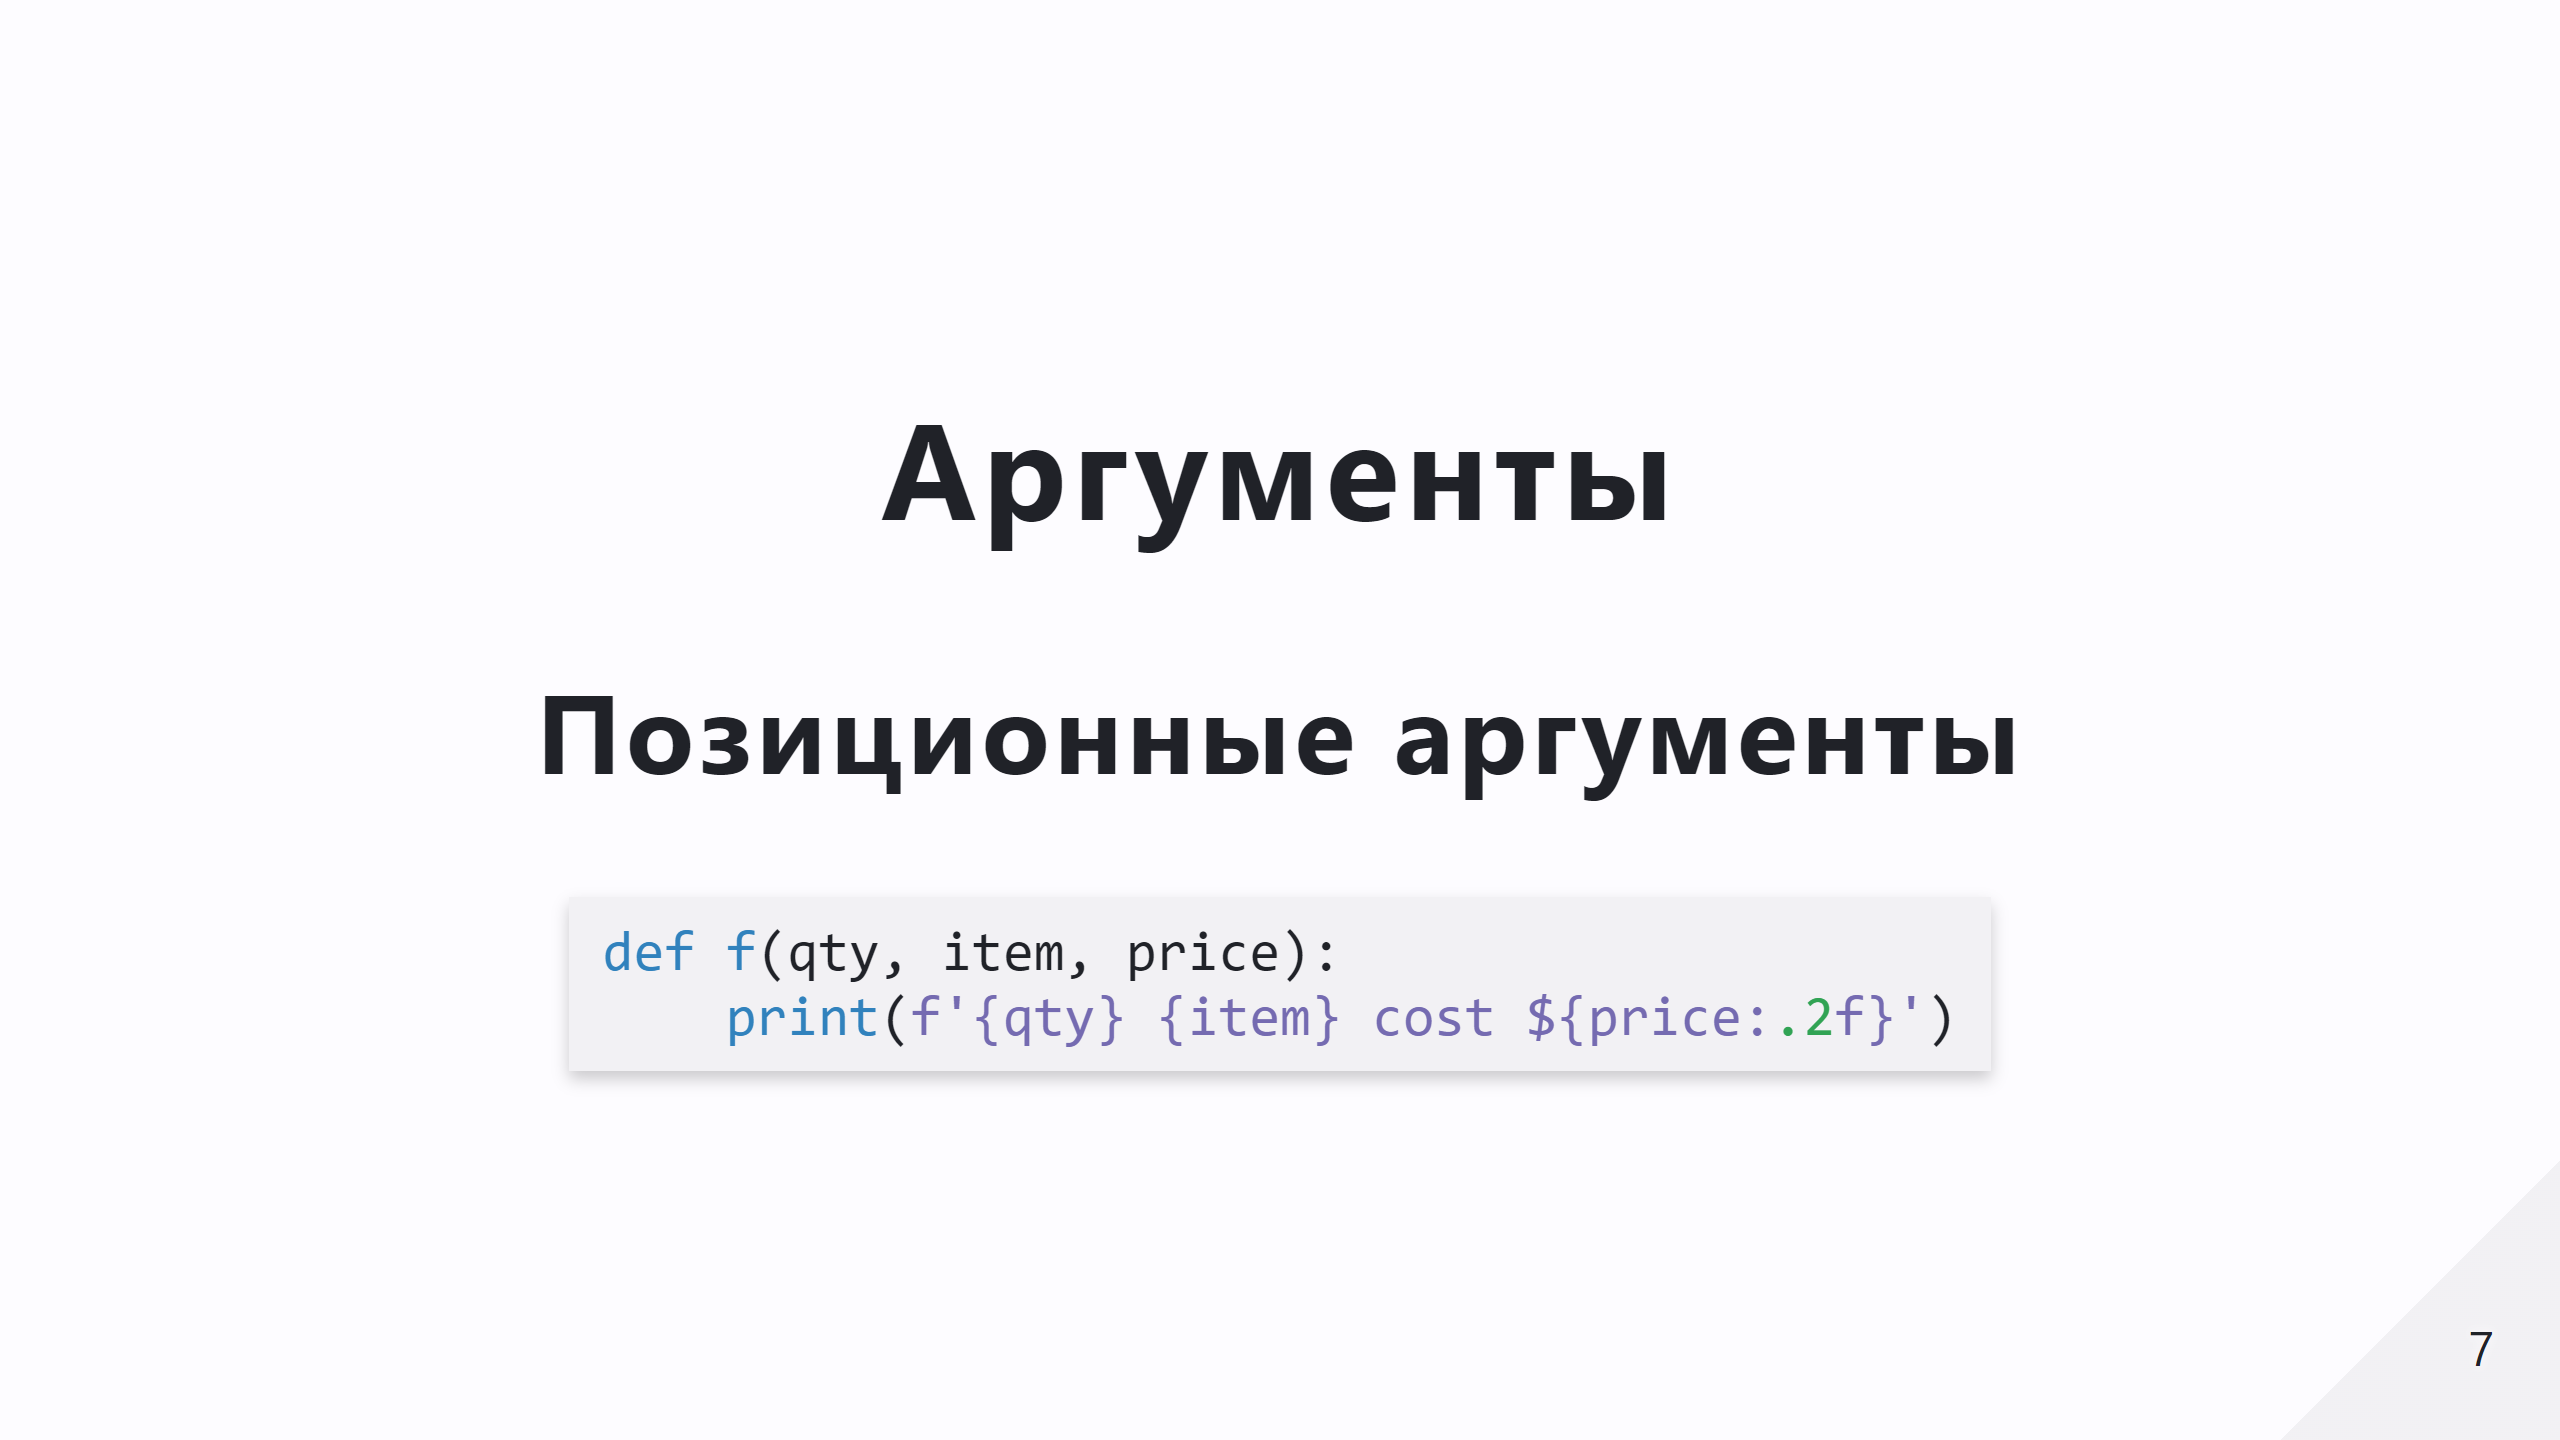 Аргументы
Позиционные аргументы
def f(qty, item, price):
    print(f'{qty} {item} cost ${price:.2f}')
7